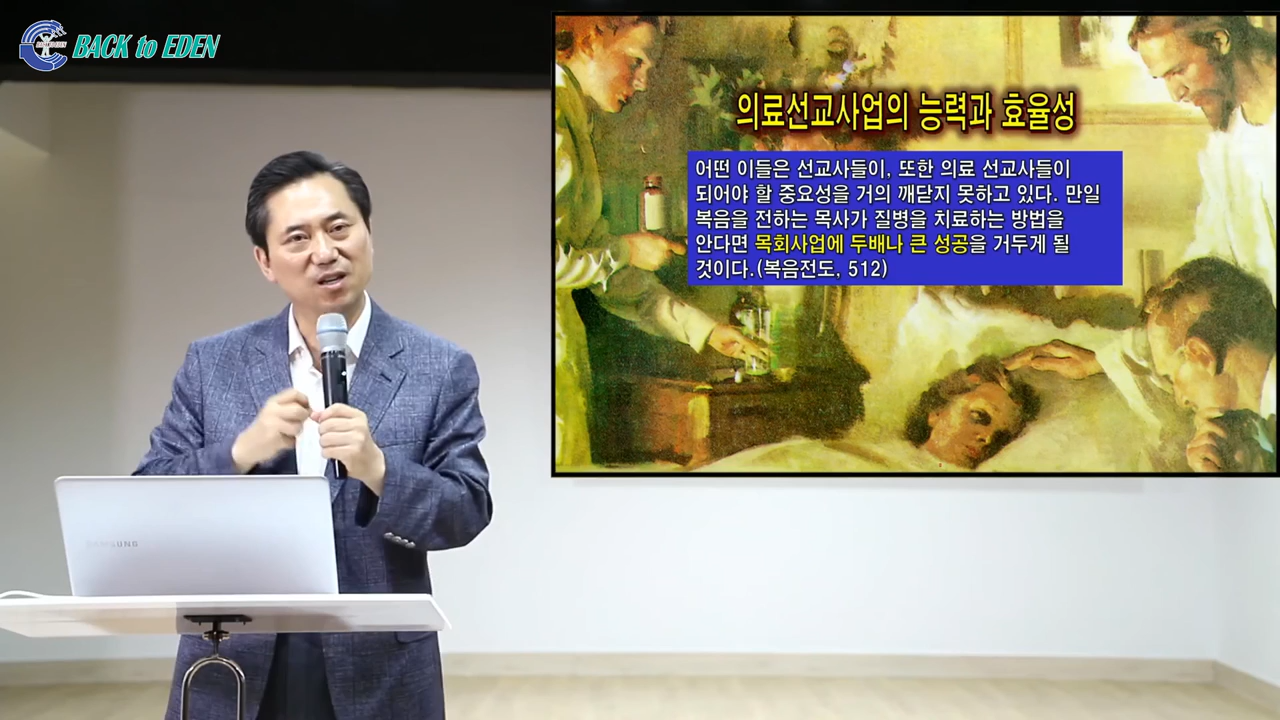 BACK to EDEN
의료선교사업의 능력과 효율성
어떤 이들은 선교사들이, 또한 의료 선교사들이
되어야 할 중요성을 거의 깨닫지 못하고 있다. 만일
복음을 전하는 목사가 질병을 치료하는 방법을
안다면 목회사업에 두배나 큰 성공을 거두게 될
것이다.(복음전도, 512)
SAMSUNG